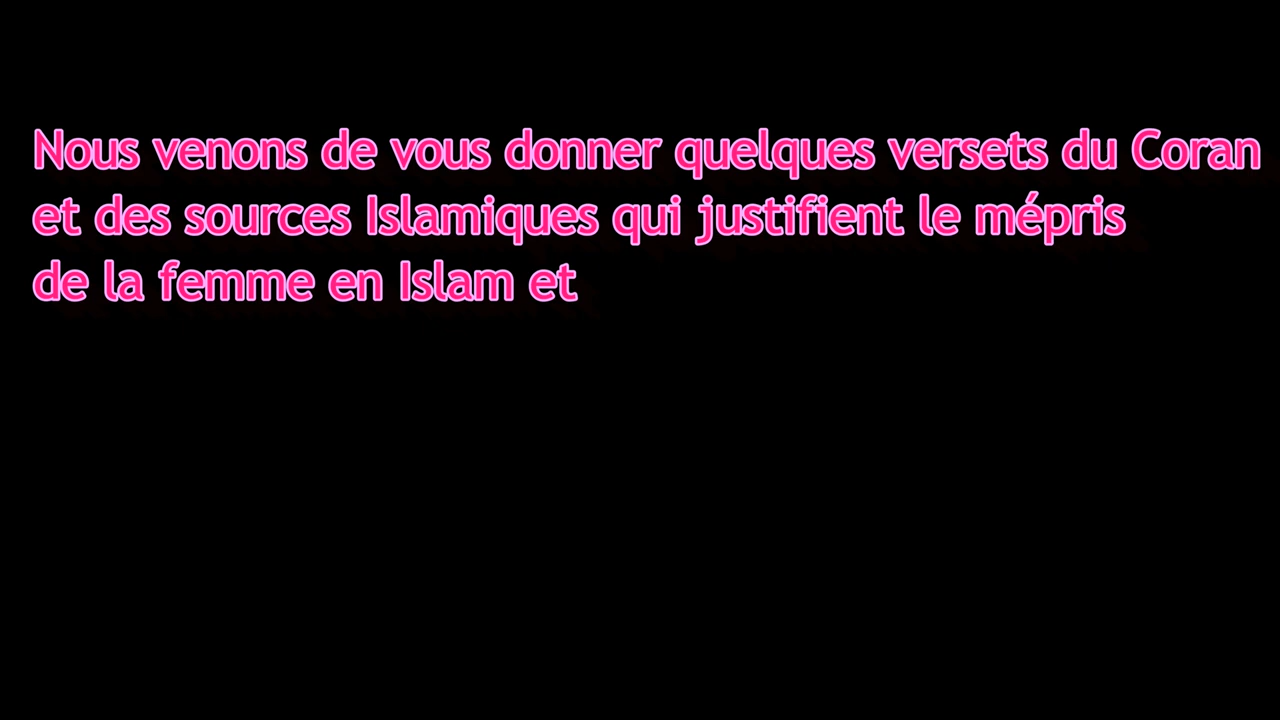 Nous venons de vous donner quelques versets du Coran
et des sources Islamiques qui justifient le mépris
de la femme en Islam et